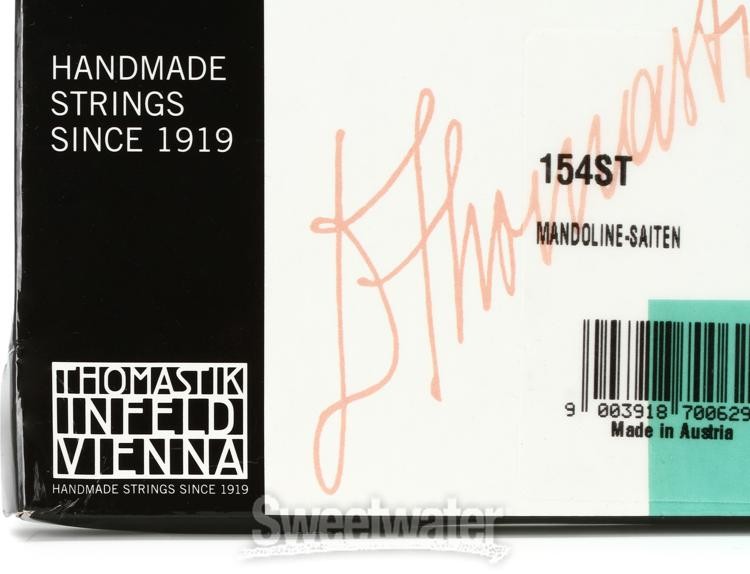 HANDMADE
STRINGS
SINCE 1919
Thomasti
154ST
MANDOLINE-SAITEN
9 003918 700629
Made in Austria
THOMASTIK
INFELD
VIENNA
HANDMADE STRINGS SINCE 1919
Sweetwater